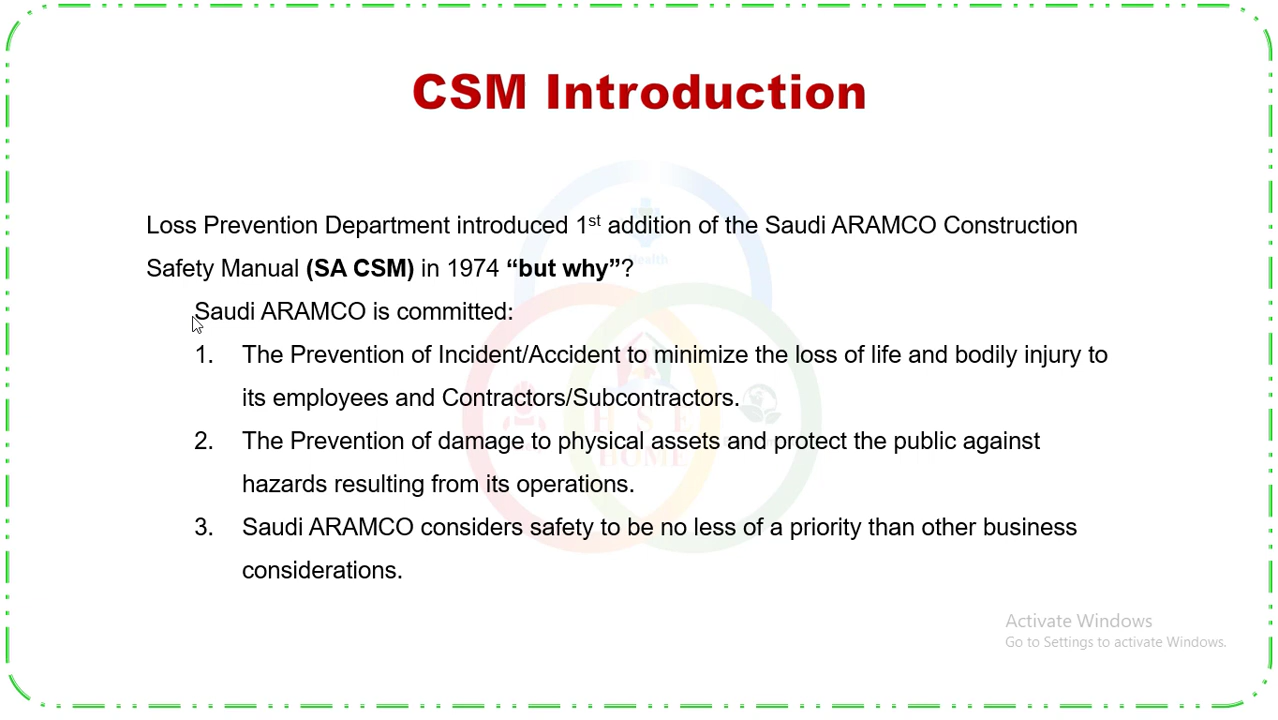 CSM Introduction
Loss Prevention Department introduced 1st addition of the Saudi ARAMCO Construction
Safety Manual (SA CSM) in 1974 “but why”?
Saudi ARAMCO is committed:
1. The Prevention of Incident/Accident to minimize the loss of life and bodily injury to
its employees and Contractors/Subcontractors.
2. The Prevention of damage to physical assets and protect the public against
hazards resulting from its operations.
3. Saudi ARAMCO considers safety to be no less of a priority than other business
considerations.
Health
H S E
HOME
Activate Windows
Go to Settings to activate Windows.